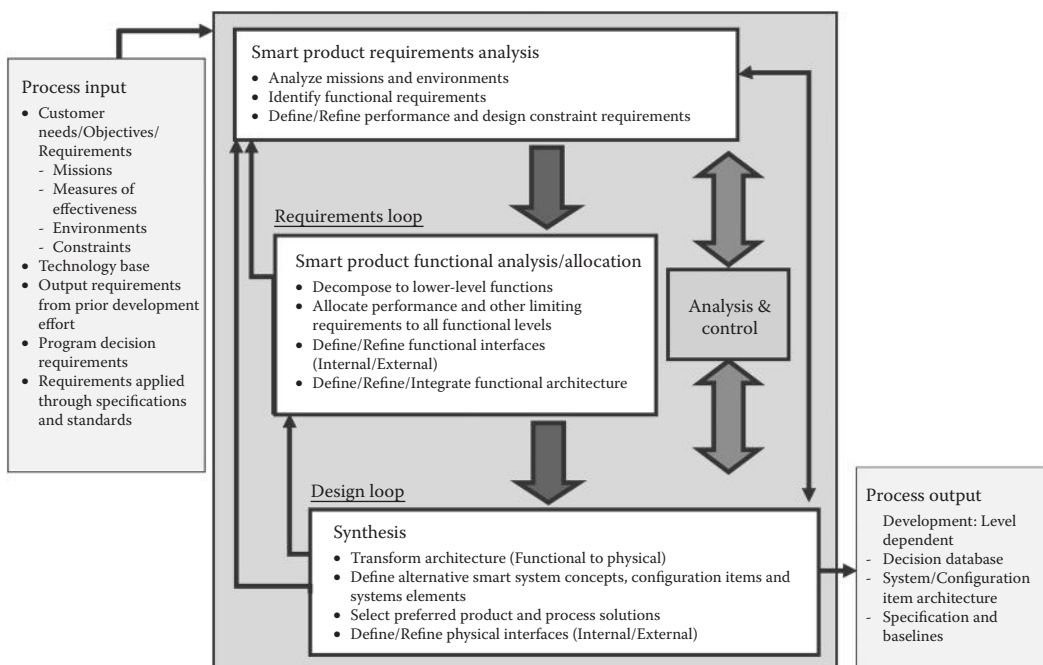 Process input
• Customer
needs/Objectives/
Requirements
- Missions
- Measures of
effectiveness
- Environments
- Constraints
• Technology base
• Output requirements
from prior development
effort
• Program decision
requirements
• Requirements applied
through specifications
and standards
Smart product requirements analysis
• Analyze missions and environments
• Identify functional requirements
• Define/Refine performance and design constraint requirements
Requirements loop
Smart product functional analysis/allocation
• Decompose to lower-level functions
• Allocate performance and other limiting
requirements to all functional levels
• Define/Refine functional interfaces
(Internal/External)
• Define/Refine/Integrate functional architecture
Analysis &
control
Design loop
Synthesis
• Transform architecture (Functional to physical)
• Define alternative smart system concepts, configuration items and
systems elements
• Select preferred product and process solutions
• Define/Refine physical interfaces (Internal/External)
Process output
Development: Level
dependent
- Decision database
- System/Configuration
item architecture
- Specification and
baselines